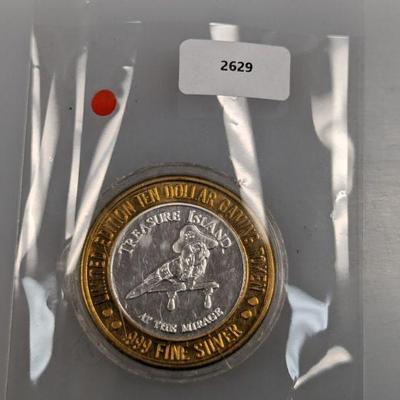 2629
LIMITED EDITION TEN DOLLAR GAMING TOKEN
TREASURE ISLAND
AT THE MIRAGE
.999 FINE SILVER